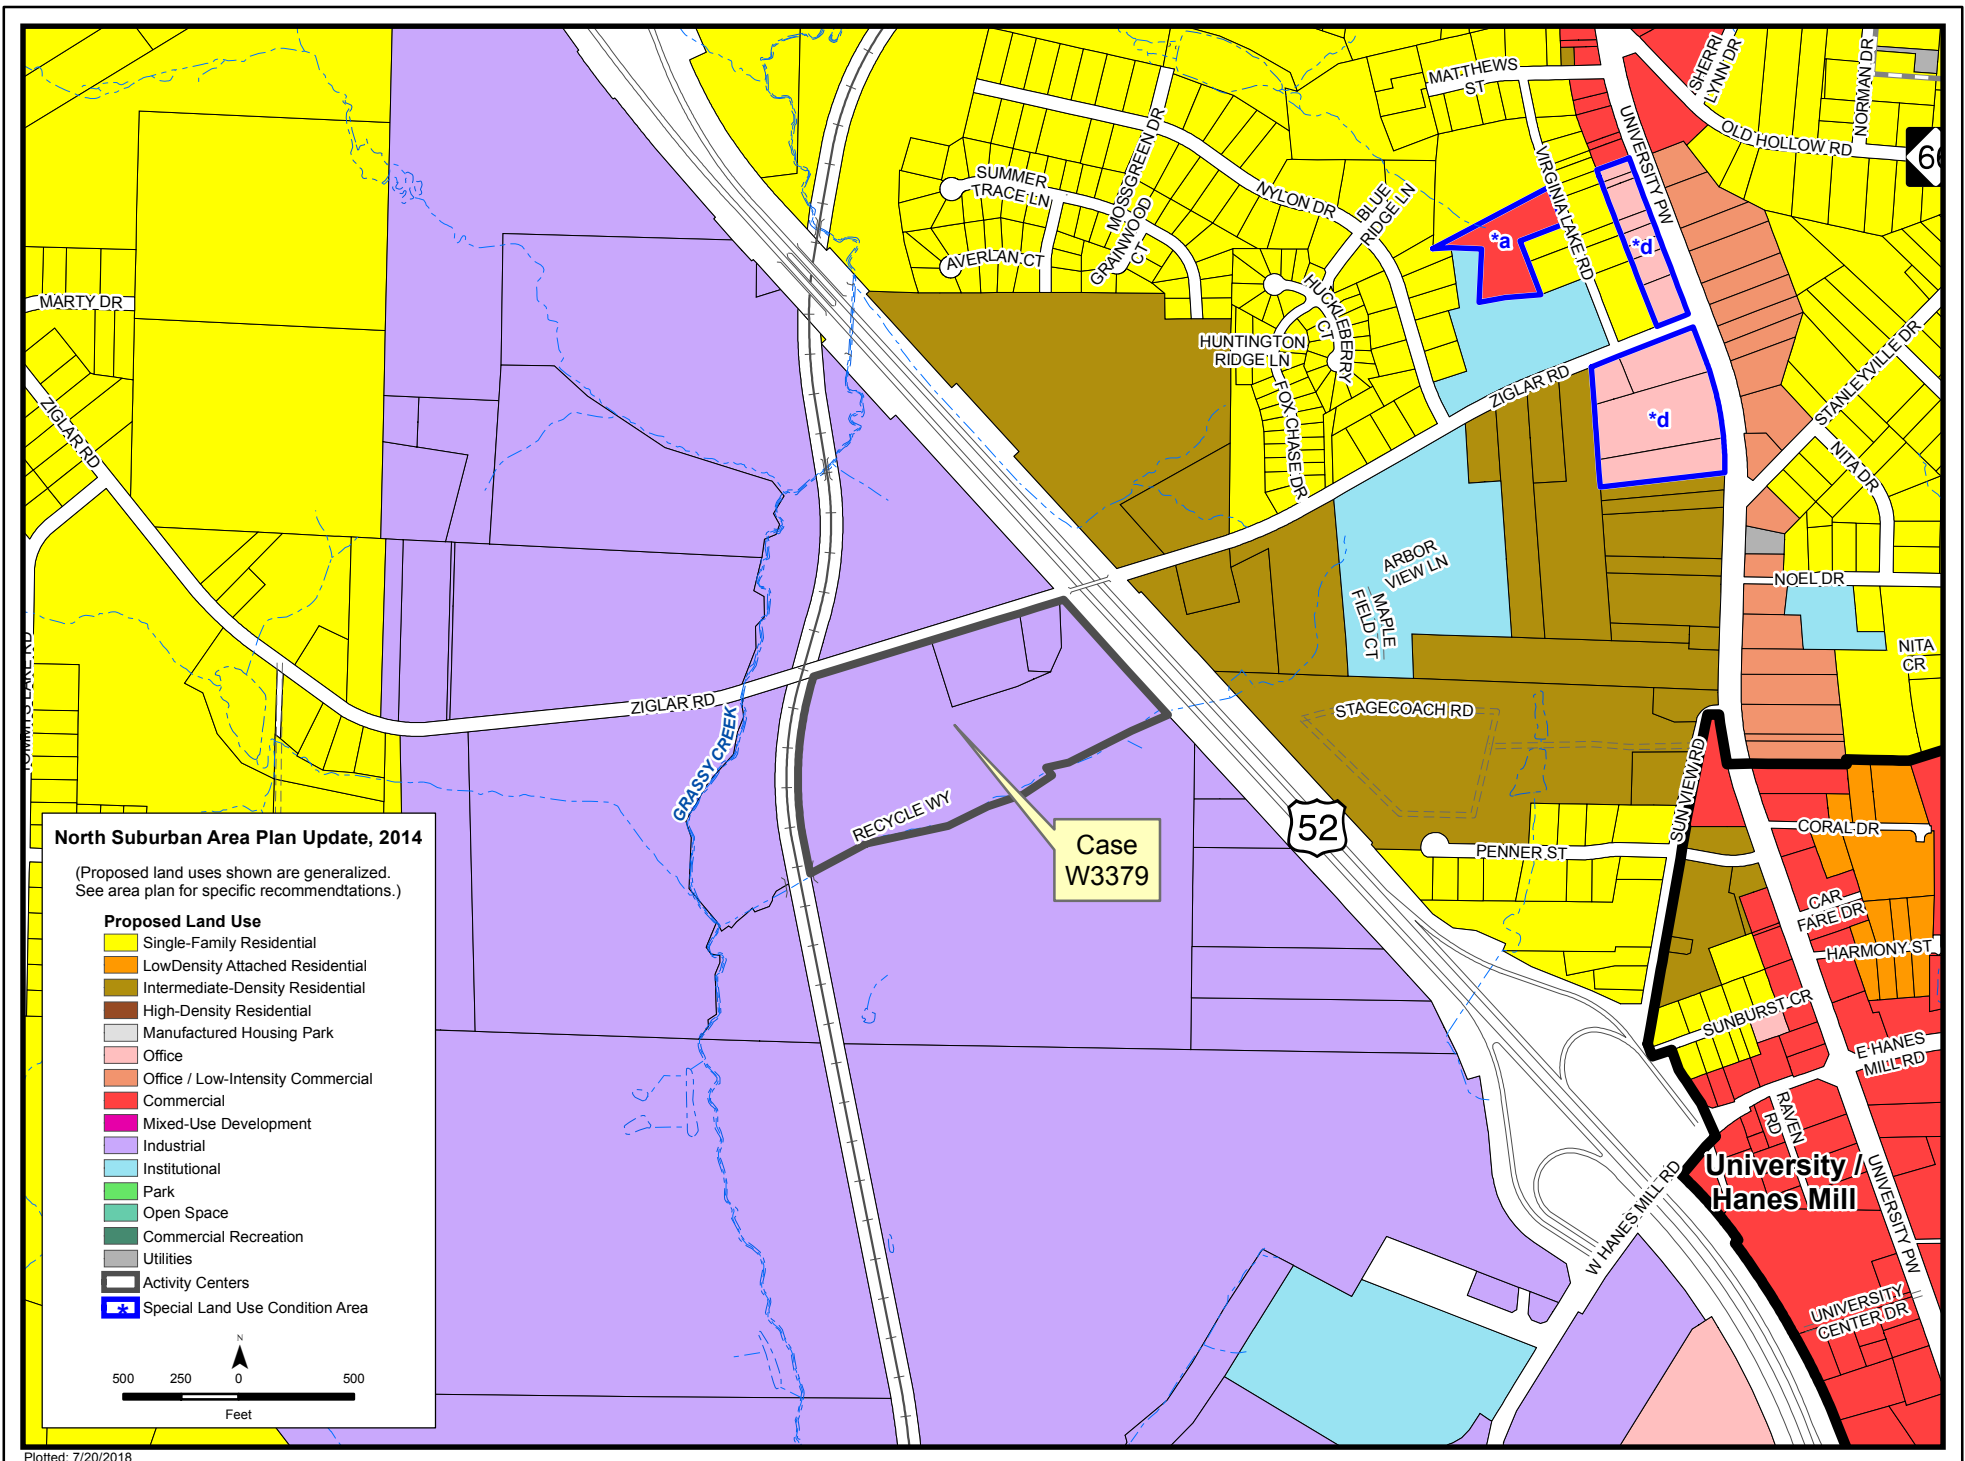 MATTHEWS
ST
SHERRI
LYNN DR
NORMAN DR
UNIVERSITY PW
OLD HOLLOW RD
66
MOSSGREEN DR
SUMMER
TRACE LN
VIRGINIA LAKE RD
NYLON DR
BLUE
RIDGE LN
GRAINWOOD
CT
AVERLAN CT
*a
*d
MARTY DR
HUCKLEBERRY
CT
HUNTINGTON
RIDGE LN
FOX CHASE DR
ZIGLAR RD
STANLEYVILLE DR
*d
ZIGLAR RD
NITA DR
ARBOR
VIEW LN
MAPLE
FIELD CT
NOEL DR
NITA
CR
ZIGLAR RD
GRASSY CREEK
STAGECOACH RD
SUNVIEW RD
RECYCLE WY
Case
W3379
52
PENNER ST
CORAL DR
CAR
FARE DR
HARMONY ST
SUNBURST CR
E HANES
MILL RD
RAVEN
RD
University /
Hanes Mill
UNIVERSITY PW
W HANES MILL RD
UNIVERSITY
CENTER DR
North Suburban Area Plan Update, 2014
(Proposed land uses shown are generalized.
See area plan for specific recommendtations.)
Proposed Land Use
Single-Family Residential
LowDensity Attached Residential
Intermediate-Density Residential
High-Density Residential
Manufactured Housing Park
Office
Office / Low-Intensity Commercial
Commercial
Mixed-Use Development
Industrial
Institutional
Park
Open Space
Commercial Recreation
Utilities
Activity Centers
* Special Land Use Condition Area
N
500 250 0 500
Feet
Plotted: 7/20/2018